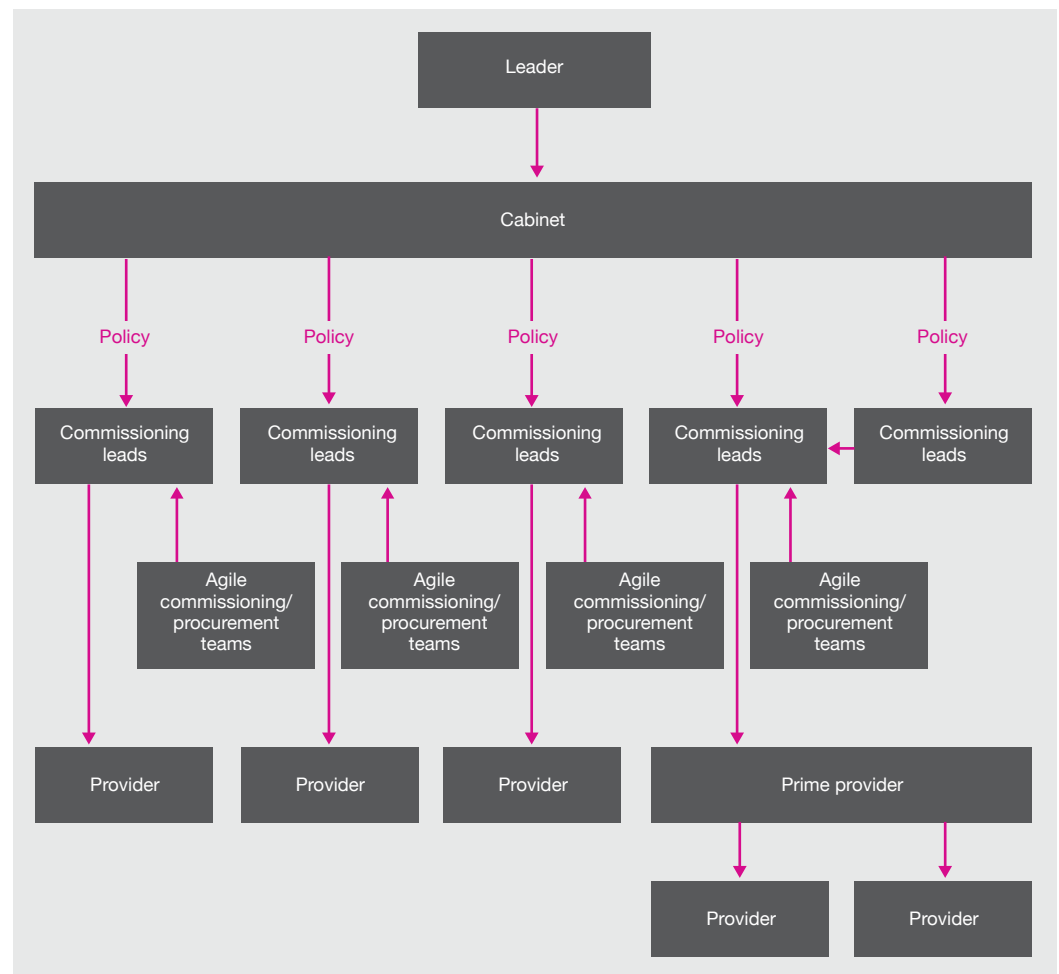 Leader
Cabinet
Policy
Policy
Policy
Policy
Policy
Commissioning
leads
Commissioning
leads
Commissioning
leads
Commissioning
leads
Commissioning
leads
Agile
commissioning/
procurement
teams
Agile
commissioning/
procurement
teams
Agile
commissioning/
procurement
teams
Agile
commissioning/
procurement
teams
Provider
Provider
Provider
Prime provider
Provider
Provider